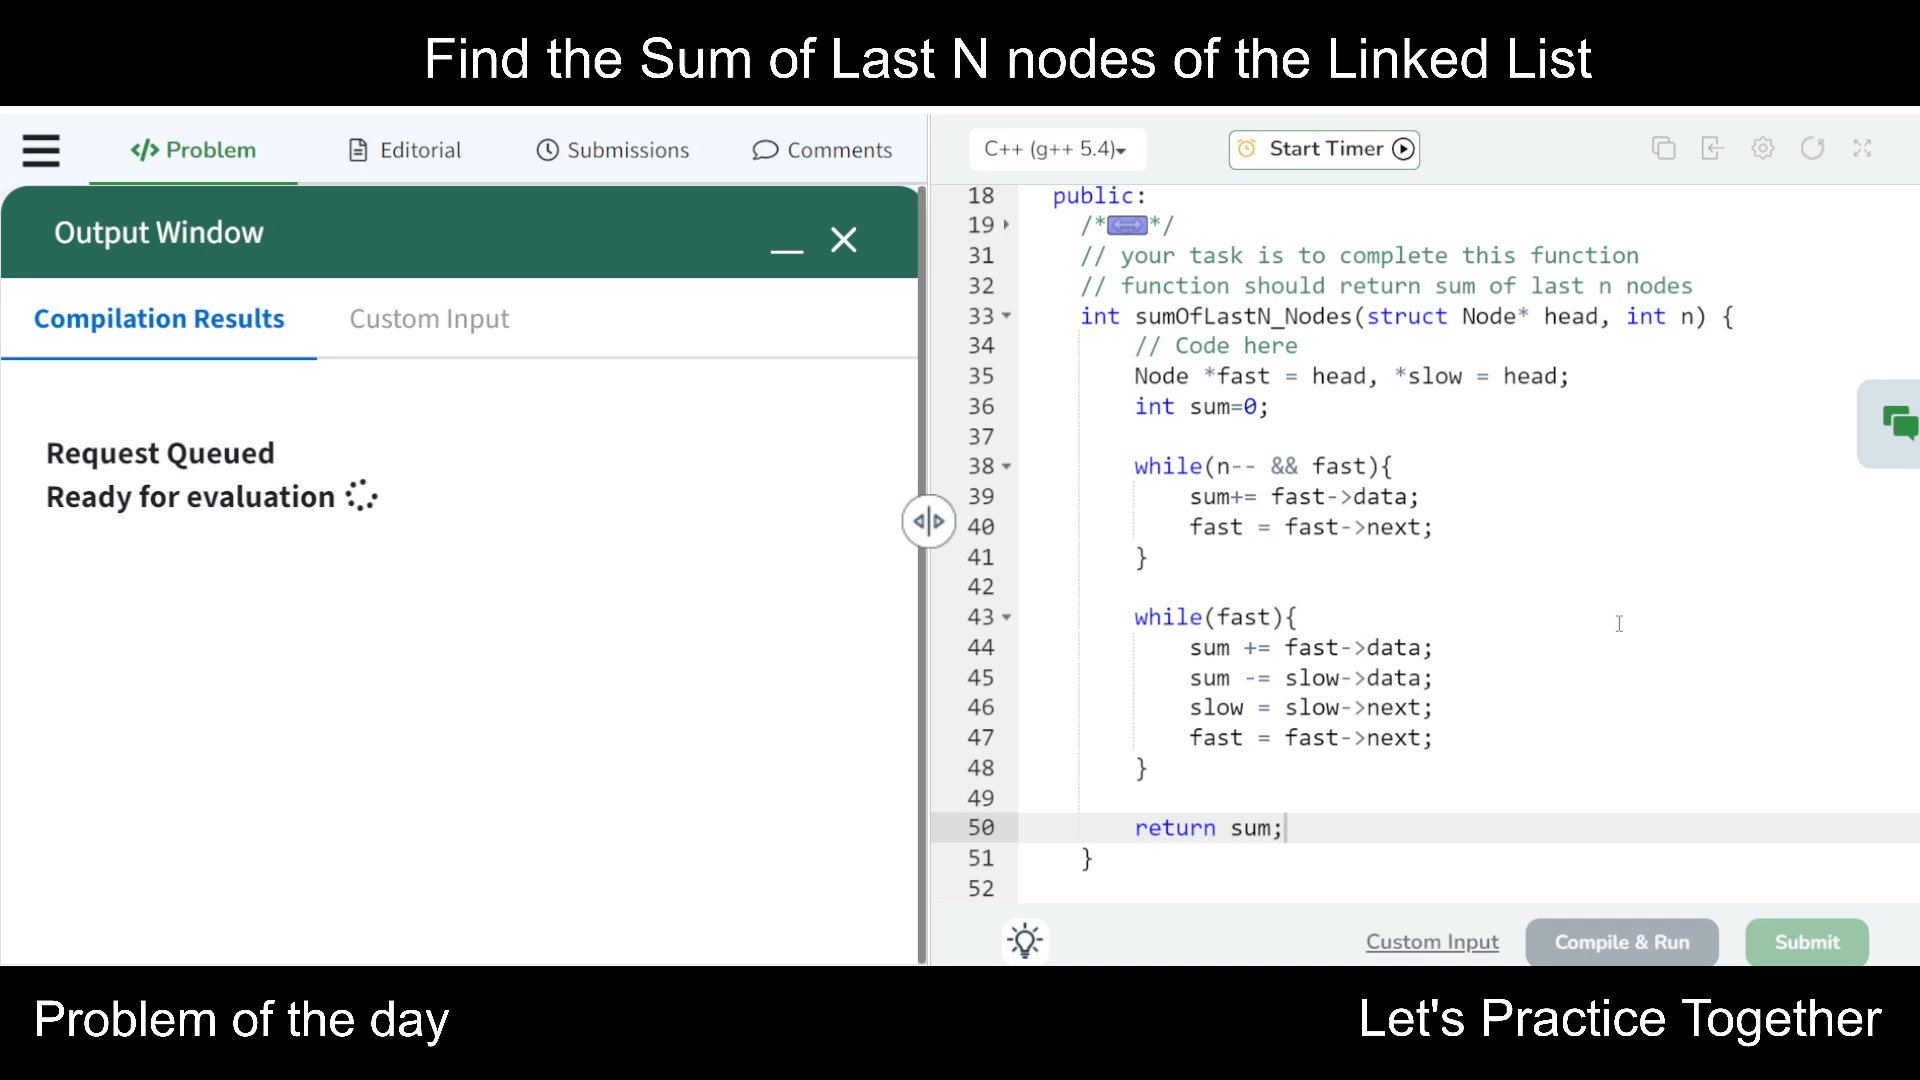 Find the Sum of Last N nodes of the Linked List
Problem
Editorial
Submissions
Comments
C++ (g++ 5.4)
Start Timer
Output Window
Compilation Results
Custom Input
Request Queued
Ready for evaluation
18 public:
19 /**/
31 // your task is to complete this function
32 // function should return sum of last n nodes
33 int sumOfLastN_Nodes(struct Node* head, int n) {
34 // Code here
35 Node *fast = head, *slow = head;
36 int sum=0;
37
38 while(n-- && fast){
39 sum+= fast->data;
40 fast = fast->next;
41 }
42
43 while(fast){
44 sum += fast->data;
45 sum -= slow->data;
46 slow = slow->next;
47 fast = fast->next;
48 }
49
50 return sum;
51 }
52
Custom Input
Compile & Run
Submit
Problem of the day
Let's Practice Together